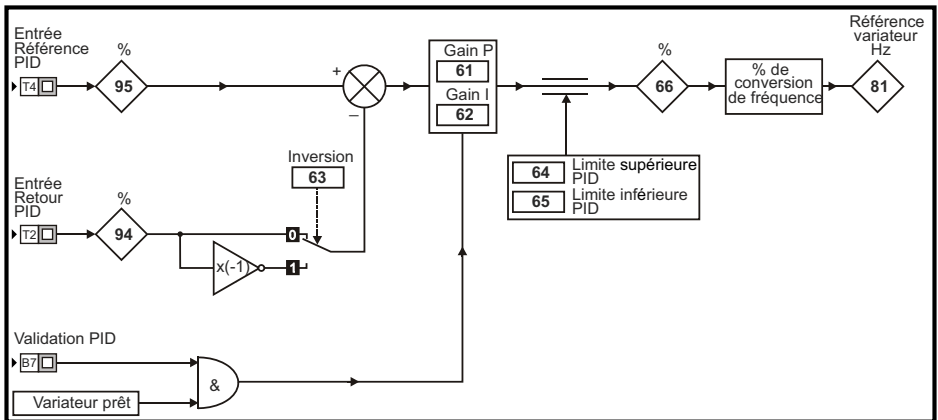 Entrée
Référence
PID
T4
%
95
+
–
Gain P
61
Gain I
62
%
66
% de
conversion
de fréquence
Référence
variateur
Hz
81
Inversion
63
64
Limite supérieure
PID
65
Limite inférieure
PID
Entrée
Retour
PID
T2
%
94
0
x(-1)
1
Validation PID
B7
&
Variateur prêt